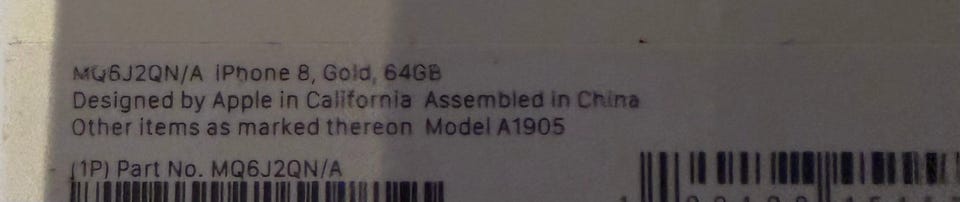 MQ6J2QN/A iPhone 8, Gold, 64GB
Designed by Apple in California Assembled in China
Other items as marked thereon Model A1905
(1P) Part No. MQ6J2QN/A